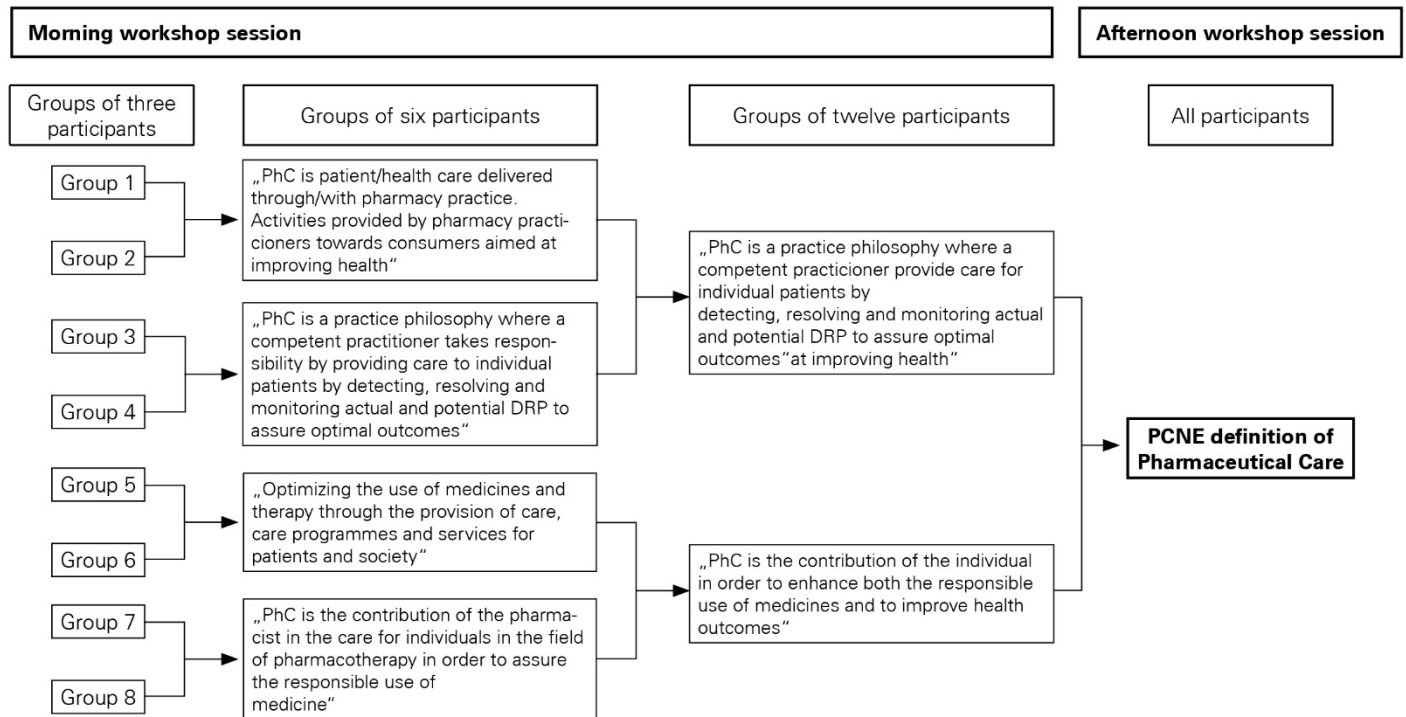 Morning workshop session
Afternoon workshop session
Groups of three
participants
Groups of six participants
Groups of twelve participants
All participants
Group 1
Group 2
Group 3
Group 4
Group 5
Group 6
Group 7
Group 8
„PhC is patient/health care delivered
through/with pharmacy practice.
Activities provided by pharmacy practi-
cioners towards consumers aimed at
improving health“
„PhC is a practice philosophy where a
competent practitioner takes respon-
sibility by providing care to individual
patients by detecting, resolving and
monitoring actual and potential DRP to
assure optimal outcomes“
„Optimizing the use of medicines and
therapy through the provision of care,
care programmes and services for
patients and society“
„PhC is the contribution of the pharma-
cist in the care for individuals in the field
of pharmacotherapy in order to assure
the responsible use of
medicine“
„PhC is a practice philosophy where a
competent practicioner provide care for
individual patients by
detecting, resolving and monitoring actual
and potential DRP to assure optimal
outcomes“at improving health“
„PhC is the contribution of the individual
in order to enhance both the responsible
use of medicines and to improve health
outcomes“
PCNE definition of
Pharmaceutical Care